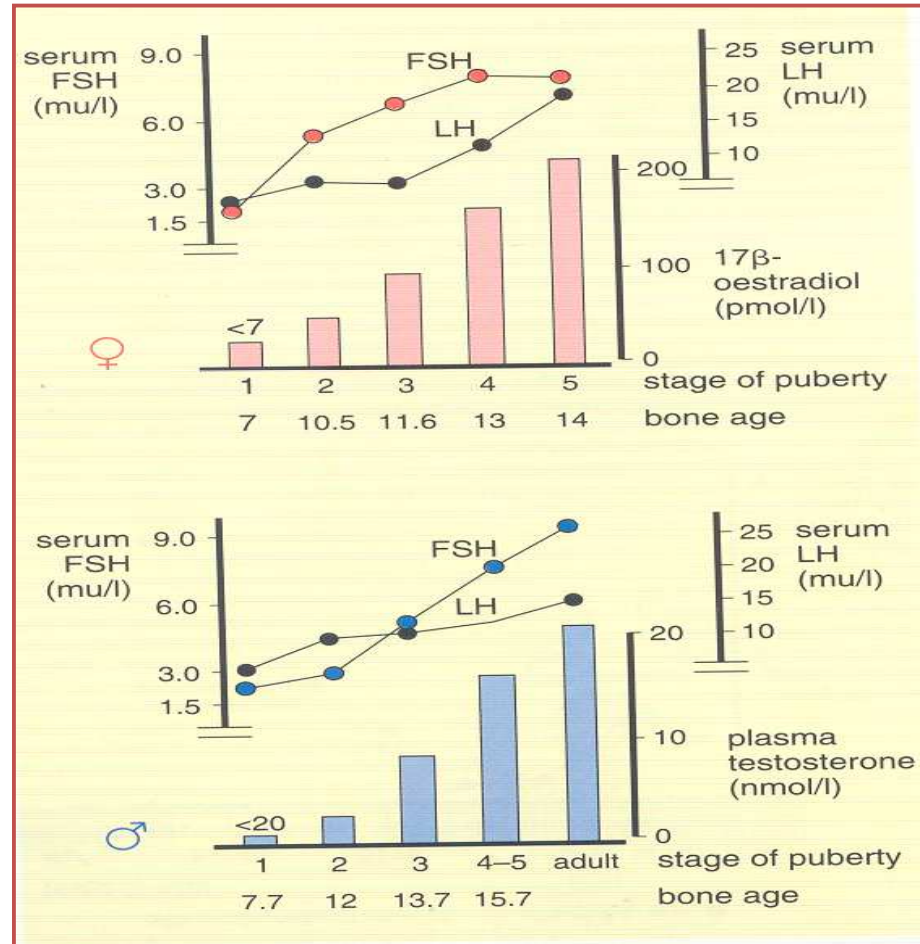 serum
FSH
(mu/l)
9.0
6.0
3.0
1.5
FSH
LH
25
20
15
10
serum
LH
(mu/l)
200
100
0
17β-
oestradiol
(pmol/l)
<7
♀
1 2 3 4 5 stage of puberty
7 10.5 11.6 13 14 bone age
serum
FSH
(mu/l)
9.0
6.0
3.0
1.5
FSH
LH
25
20
15
10
serum
LH
(mu/l)
20
10
0
plasma
testosterone
(nmol/l)
<20
♂
1 2 3 4–5 adult stage of puberty
7.7 12 13.7 15.7 bone age